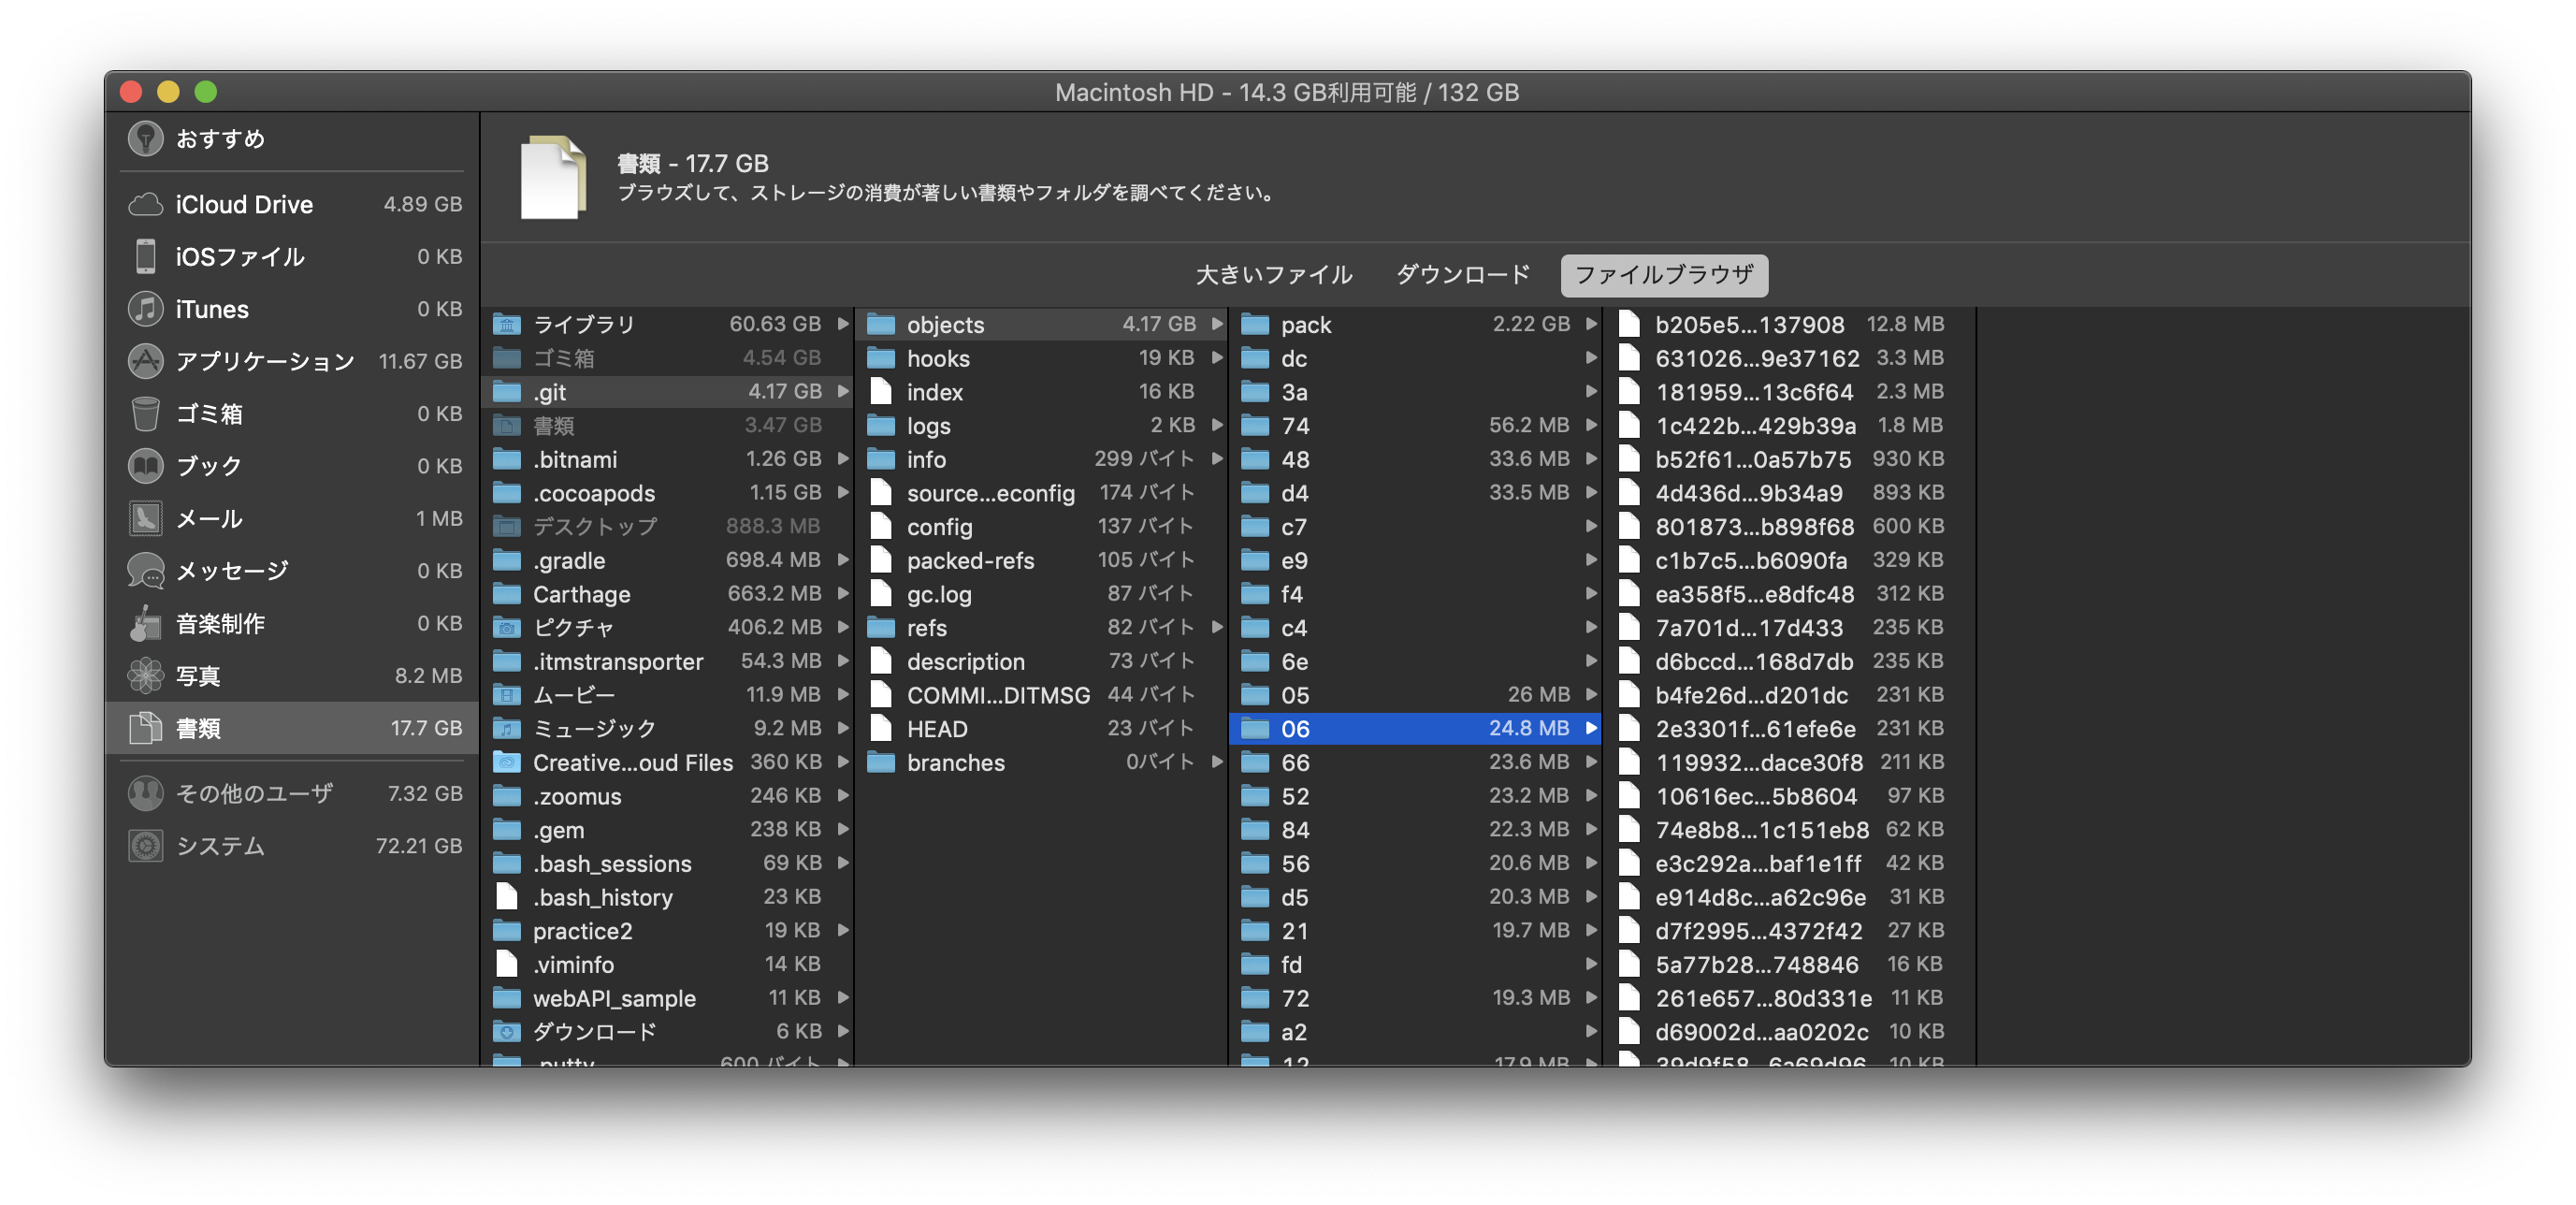 Macintosh HD - 14.3 GB利用可能 / 132 GB
おすすめ
iCloud Drive 4.89 GB
iOSファイル 0 KB
iTunes 0 KB
アプリケーション 11.67 GB
ゴミ箱 0 KB
ブック 0 KB
メール 1 MB
メッセージ 0 KB
音楽制作 0 KB
写真 8.2 MB
書類 17.7 GB
その他のユーザ 7.32 GB
システム 72.21 GB
書類 - 17.7 GB
ブラウズして、ストレージの消費が著しい書類やフォルダを調べてください。
大きいファイル ダウンロード ファイルブラウザ
ライブラリ 60.63 GB
ゴミ箱 4.54 GB
.git 4.17 GB
書類 3.47 GB
.bitnami 1.26 GB
.cocoapods 1.15 GB
デスクトップ 888.3 MB
.gradle 698.4 MB
Carthage 663.2 MB
ピクチャ 406.2 MB
.itmstransporter 54.3 MB
ムービー 11.9 MB
ミュージック 9.2 MB
Creative...oud Files 360 KB
.zoomus 246 KB
.gem 238 KB
.bash_sessions 69 KB
.bash_history 23 KB
practice2 19 KB
.viminfo 14 KB
webAPI_sample 11 KB
ダウンロード 6 KB
.putty 600 バイト
objects 4.17 GB
hooks 19 KB
index 16 KB
logs 2 KB
info 299 バイト
source...econfig 174 バイト
config 137 バイト
packed-refs 105 バイト
gc.log 87 バイト
refs 82 バイト
description 73 バイト
COMMI...DITMSG 44 バイト
HEAD 23 バイト
branches 0バイト
pack 2.22 GB
dc
3a
74 56.2 MB
48 33.6 MB
d4 33.5 MB
c7
e9
f4
c4
6e
05 26 MB
06 24.8 MB
66 23.6 MB
52 23.2 MB
84 22.3 MB
56 20.6 MB
d5 20.3 MB
21 19.7 MB
fd
72 19.3 MB
a2
12 17.9 MB
b205e5...137908 12.8 MB
631026...9e37162 3.3 MB
181959...13c6f64 2.3 MB
1c422b...429b39a 1.8 MB
b52f61...0a57b75 930 KB
4d436d...9b34a9 893 KB
801873...b898f68 600 KB
c1b7c5...b6090fa 329 KB
ea358f5...e8dfc48 312 KB
7a701d...17d433 235 KB
d6bccd...168d7db 235 KB
b4fe26d...d201dc 231 KB
2e3301f...61efe6e 231 KB
119932...dace30f8 211 KB
10616ec...5b8604 97 KB
74e8b8...1c151eb8 62 KB
e3c292a...baf1e1ff 42 KB
e914d8c...a62c96e 31 KB
d7f2995...4372f42 27 KB
5a77b28...748846 16 KB
261e657...80d331e 11 KB
d69002d...aa0202c 10 KB
39d9f58...6a69d96 10 KB